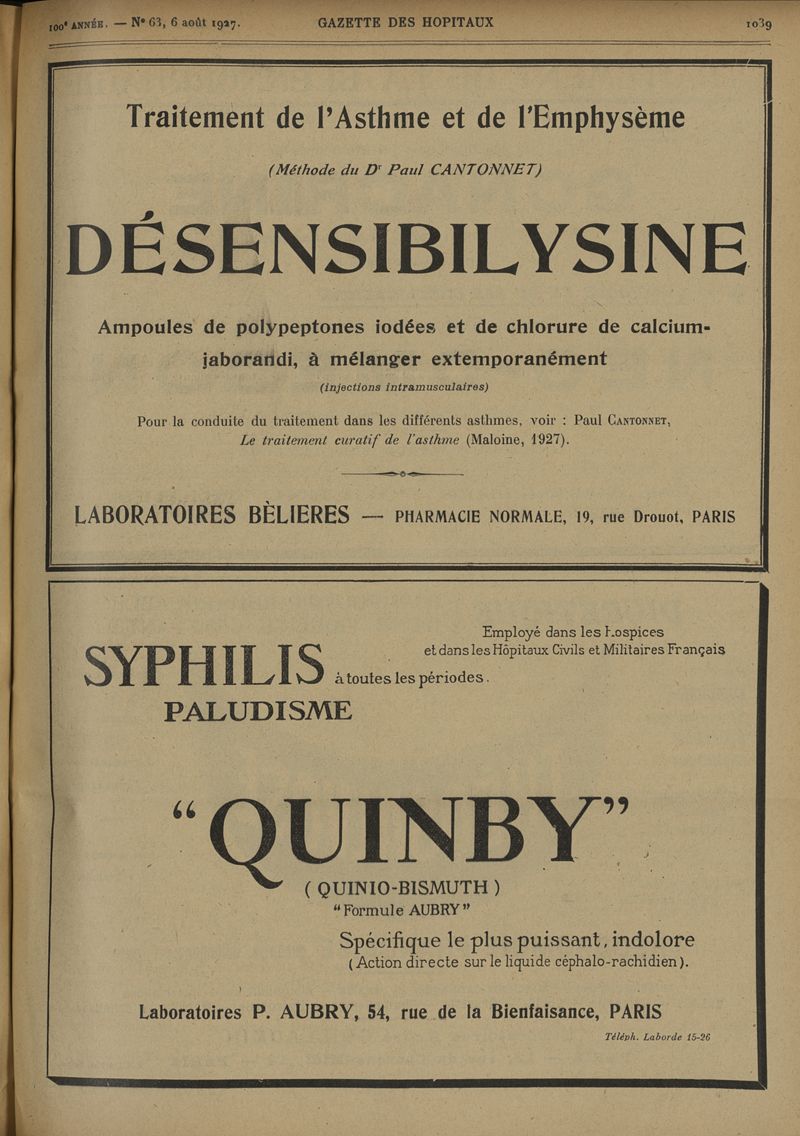 100e ANNÉE. — N° 63, 6 août 1927. GAZETTE DES HOPITAUX 1039
Traitement de l'Asthme et de l'Emphysème
(Méthode du Dr Paul CANTONNET)
DÉSENSIBILYSINE
Ampoules de polypeptones iodées et de chlorure de calcium-
jaborandi, à mélanger extemporanément
(injections intramusculaires)
Pour la conduite du traitement dans les différents asthmes, voir : Paul CANTONNET,
Le traitement curatif de l'asthme (Maloine, 1927).
LABORATOIRES BÈLIERES — PHARMACIE NORMALE, 19, rue Drouot, PARIS
Employé dans les Hospices
et dans les Hôpitaux Civils et Militaires Français
SYPHILIS à toutes les périodes.
PALUDISME
“QUINBY”
( QUINIO-BISMUTH )
“Formule AUBRY”
Spécifique le plus puissant, indolore
( Action directe sur le liquide céphalo-rachidien ).
Laboratoires P. AUBRY, 54, rue de la Bienfaisance, PARIS
Téléph. Laborde 15-26